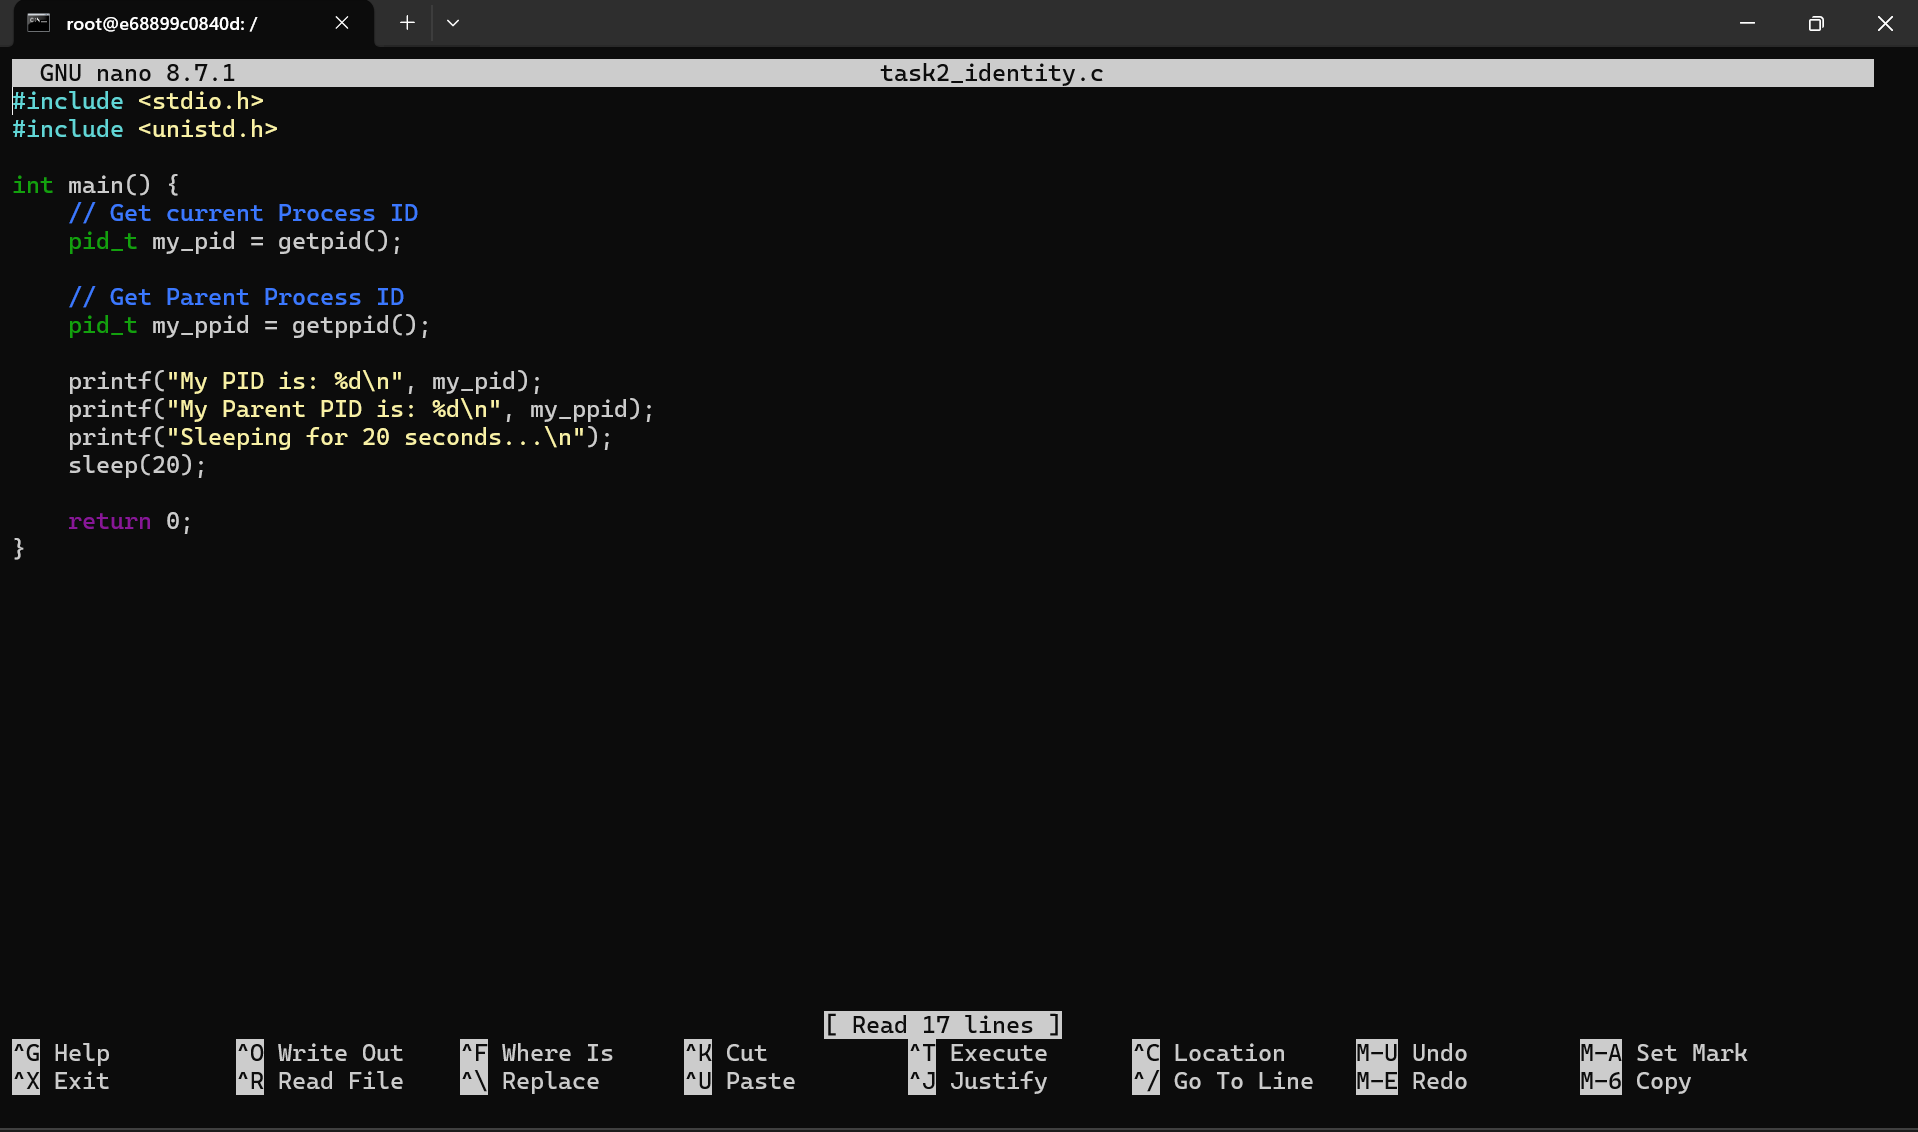 root@e68899c0840d: /
GNU nano 8.7.1 task2_identity.c
#include <stdio.h>
#include <unistd.h>

int main() {
    // Get current Process ID
    pid_t my_pid = getpid();

    // Get Parent Process ID
    pid_t my_ppid = getppid();

    printf("My PID is: %d\n", my_pid);
    printf("My Parent PID is: %d\n", my_ppid);
    printf("Sleeping for 20 seconds...\n");
    sleep(20);

    return 0;
}
[ Read 17 lines ]
^G Help ^O Write Out ^F Where Is ^K Cut ^T Execute ^C Location M-U Undo M-A Set Mark
^X Exit ^R Read File ^\ Replace ^U Paste ^J Justify ^/ Go To Line M-E Redo M-6 Copy